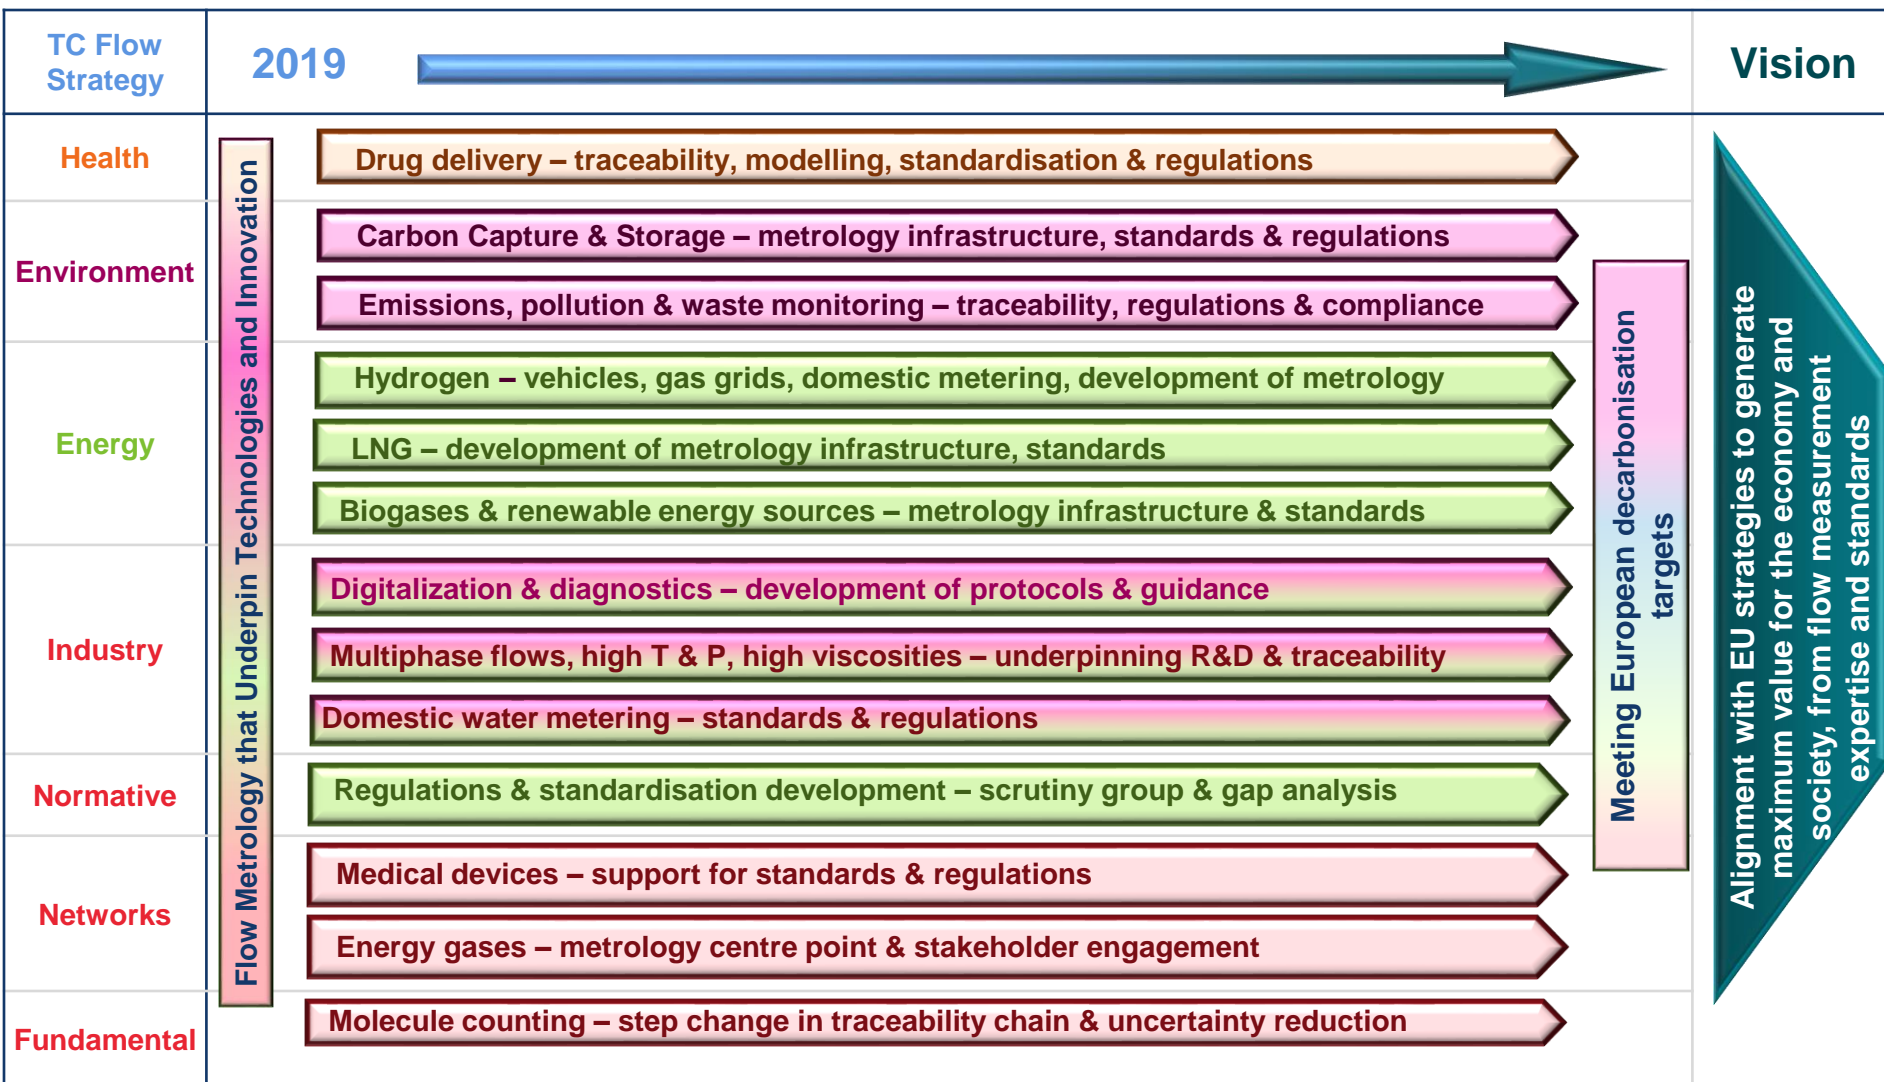 TC Flow
Strategy
2019
Vision
Health
Drug delivery – traceability, modelling, standardisation & regulations
Environment
Carbon Capture & Storage – metrology infrastructure, standards & regulations
Emissions, pollution & waste monitoring – traceability, regulations & compliance
Energy
Hydrogen – vehicles, gas grids, domestic metering, development of metrology
LNG – development of metrology infrastructure, standards
Biogases & renewable energy sources – metrology infrastructure & standards
Industry
Digitalization & diagnostics – development of protocols & guidance
Multiphase flows, high T & P, high viscosities – underpinning R&D & traceability
Domestic water metering – standards & regulations
Normative
Regulations & standardisation development – scrutiny group & gap analysis
Networks
Medical devices – support for standards & regulations
Energy gases – metrology centre point & stakeholder engagement
Fundamental
Molecule counting – step change in traceability chain & uncertainty reduction
Flow Metrology that Underpin Technologies and Innovation
Meeting European decarbonisation
targets
Alignment with EU strategies to generate
maximum value for the economy and
society, from flow measurement
expertise and standards